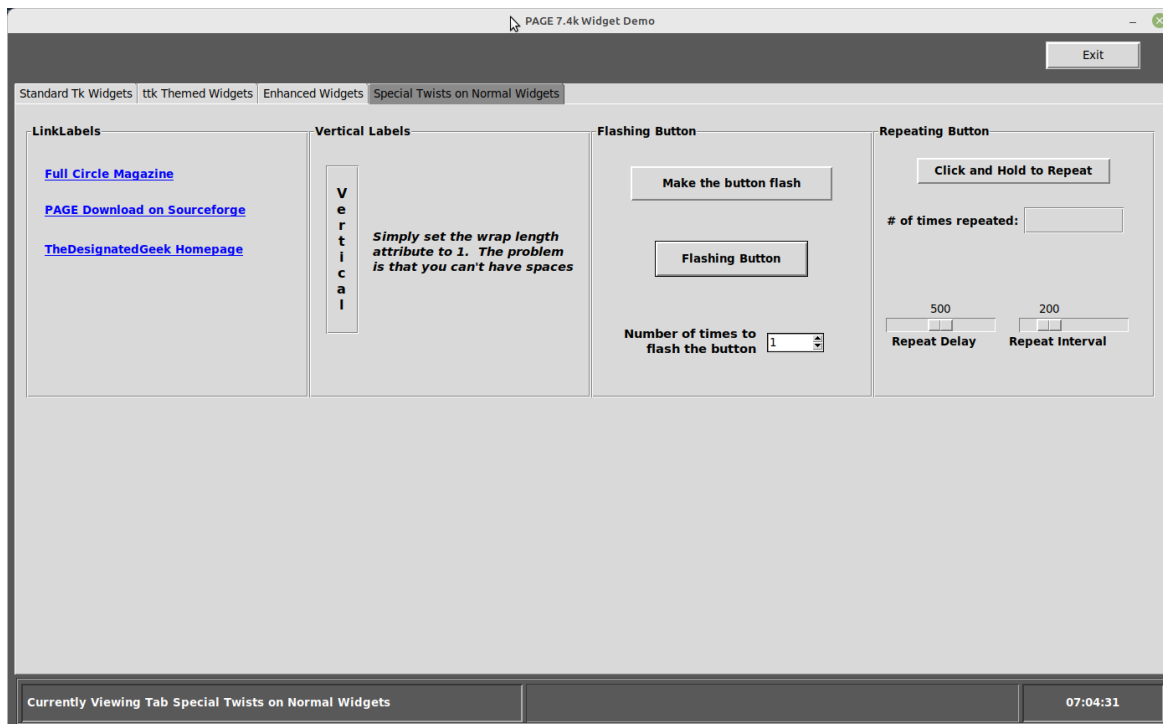 PAGE 7.4k Widget Demo
Exit
Standard Tk Widgets
ttk Themed Widgets
Enhanced Widgets
Special Twists on Normal Widgets
LinkLabels
Full Circle Magazine
PAGE Download on Sourceforge
TheDesignatedGeek Homepage
Vertical Labels
V
e
r
t
i
c
a
l
Simply set the wrap length
attribute to 1. The problem
is that you can't have spaces
Flashing Button
Make the button flash
Flashing Button
Number of times to
flash the button
1
Repeating Button
Click and Hold to Repeat
# of times repeated:
500
200
Repeat Delay
Repeat Interval
Currently Viewing Tab Special Twists on Normal Widgets
07:04:31